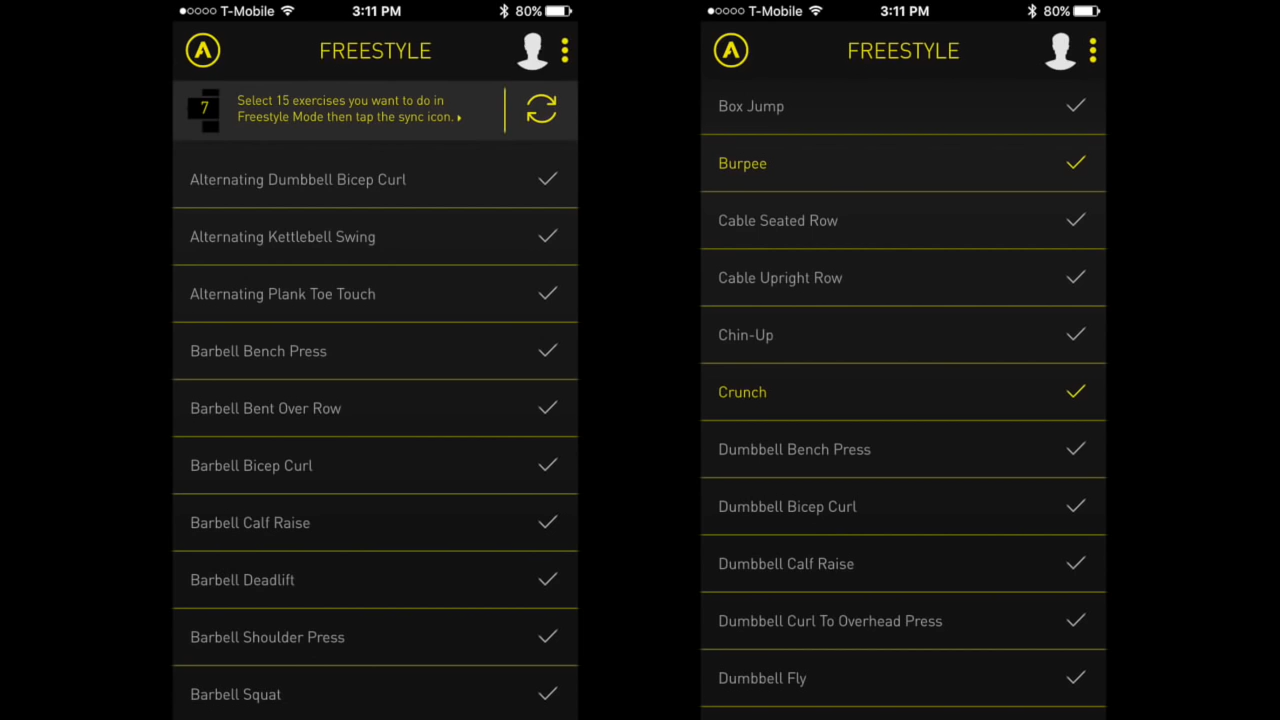 T-Mobile 3:11 PM 80%
FREESTYLE
7
Select 15 exercises you want to do in
Freestyle Mode then tap the sync icon.
Alternating Dumbbell Bicep Curl
Alternating Kettlebell Swing
Alternating Plank Toe Touch
Barbell Bench Press
Barbell Bent Over Row
Barbell Bicep Curl
Barbell Calf Raise
Barbell Deadlift
Barbell Shoulder Press
Barbell Squat
T-Mobile 3:11 PM 80%
FREESTYLE
Box Jump
Burpee
Cable Seated Row
Cable Upright Row
Chin-Up
Crunch
Dumbbell Bench Press
Dumbbell Bicep Curl
Dumbbell Calf Raise
Dumbbell Curl To Overhead Press
Dumbbell Fly